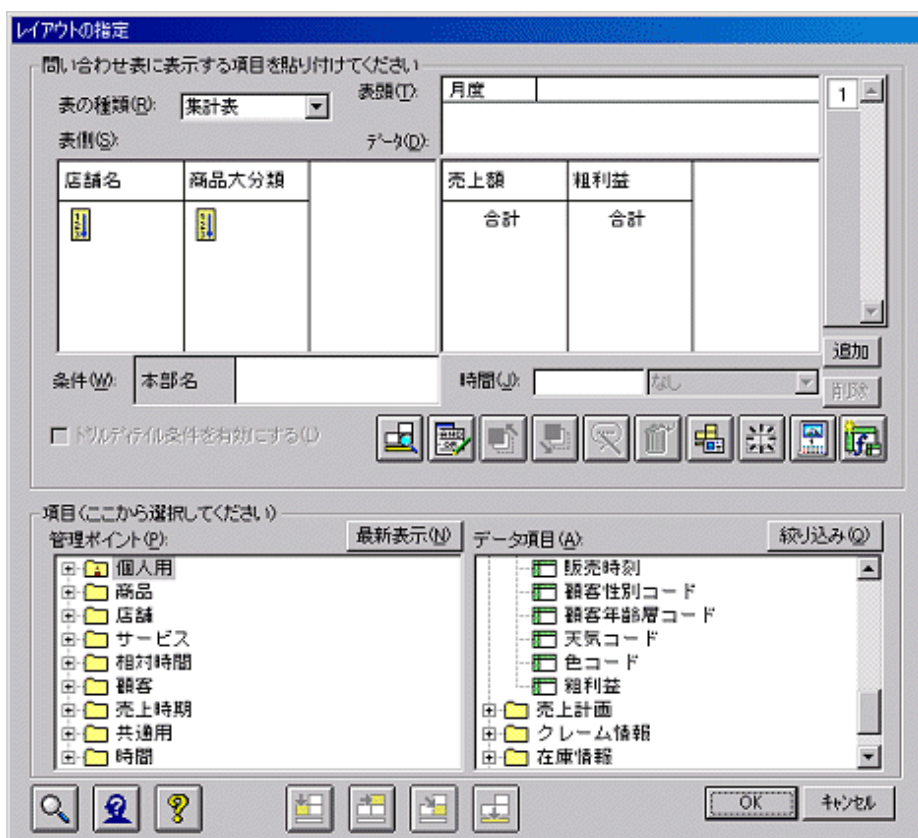 レイアウトの指定
問い合わせ表に表示する項目を貼り付けてください
表の種類(R): 集計表 表頭(T): 月度 1
表側(S): データ(D):
店舗名 商品大分類 売上額 粗利益
合計 合計
追加
条件(W): 本部名 時間(J): なし 削除
ドリルディテイル条件を有効にする(L)
項目(ここから選択してください)
管理ポイント(P): 最新表示(N) データ項目(A): 絞り込み(Q)
個人用 販売時刻
商品 顧客性別コード
店舗 顧客年齢層コード
サービス 天気コード
相対時間 色コード
顧客 粗利益
売上時期 売上計画
共通用 クレーム情報
時間 在庫情報
OK キャンセル